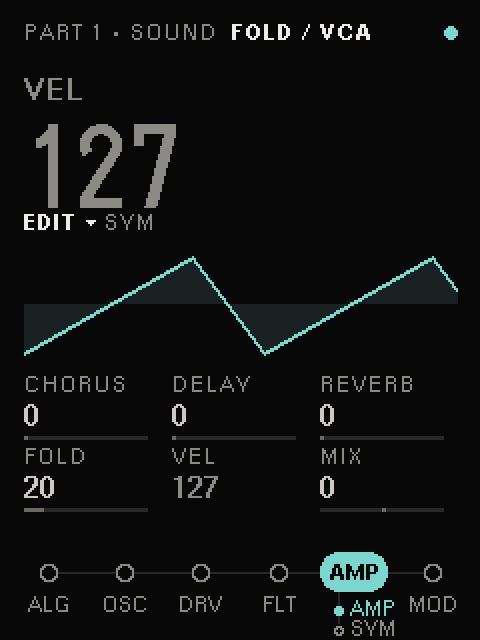 PART 1 · SOUND FOLD / VCA
VEL
127
EDIT SYM
CHORUS DELAY REVERB
0 0 0
FOLD VEL MIX
20 127 0
AMP
ALG OSC DRV FLT AMP MOD
SYM